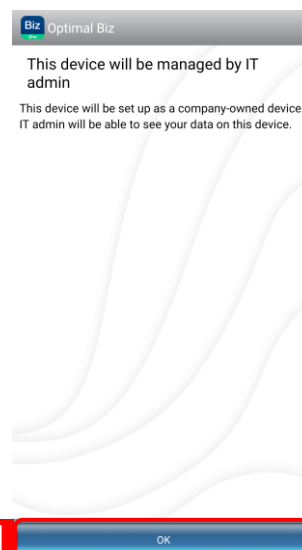 Biz Optimal Biz
This device will be managed by IT
admin
This device will be set up as a company-owned device
IT admin will be able to see your data on this device.
OK